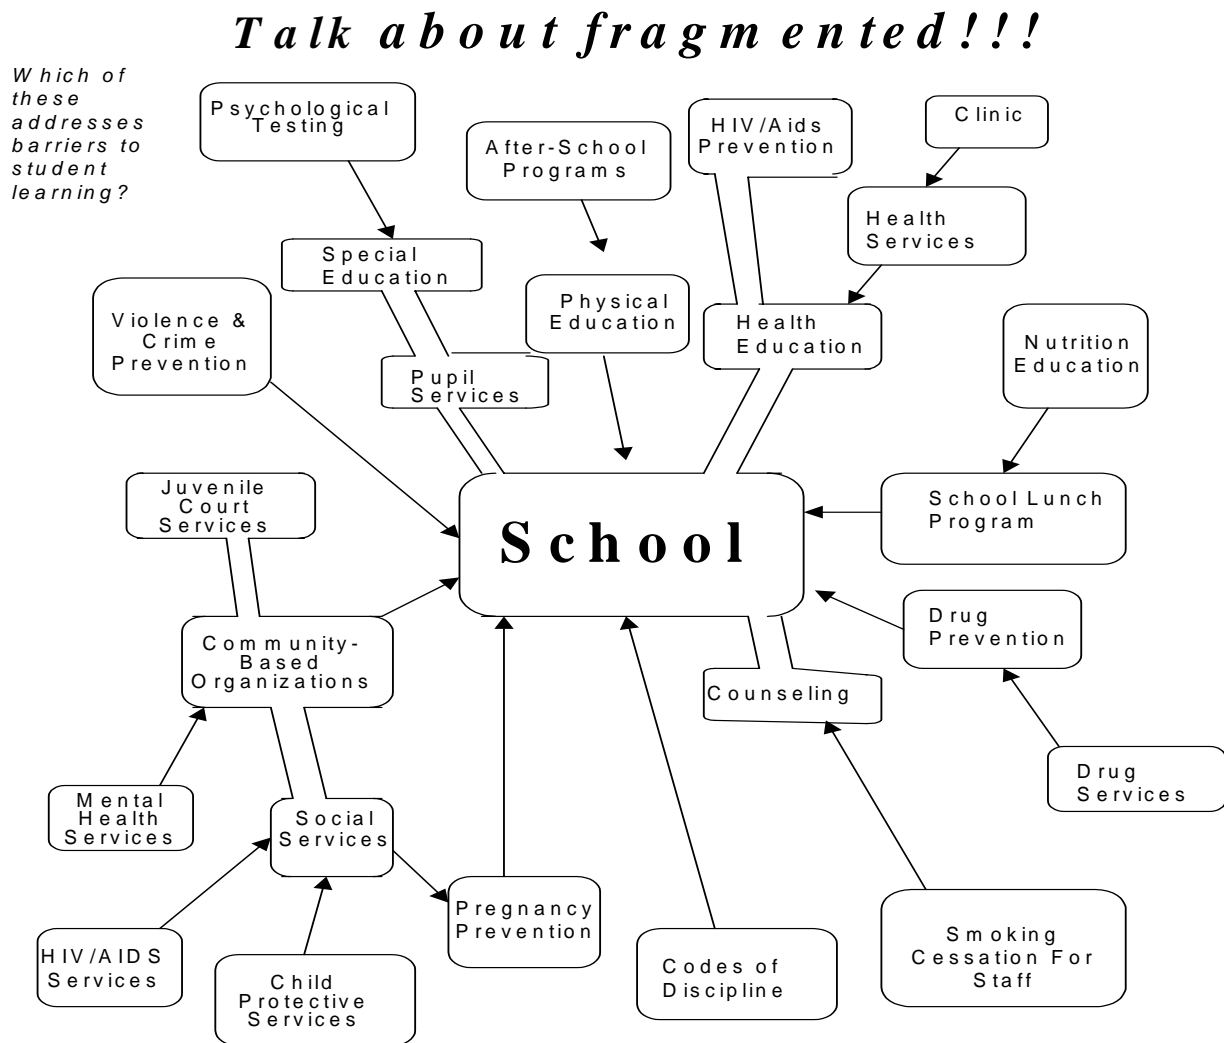 Talk about fragmented!!!
Which of
these
addresses
barriers to
student
learning?
Psychological
Testing
After-School
Programs
HIV/Aids
Prevention
Clinic
Health
Services
Special
Education
Violence &
Crime
Prevention
Physical
Education
Health
Education
Nutrition
Education
Pupil
Services
Juvenile
Court
Services
School
School Lunch
Program
Community-
Based
Organizations
Drug
Prevention
Counseling
Mental
Health
Services
Social
Services
Drug
Services
Pregnancy
Prevention
HIV/AIDS
Services
Child
Protective
Services
Codes of
Discipline
Smoking
Cessation For
Staff